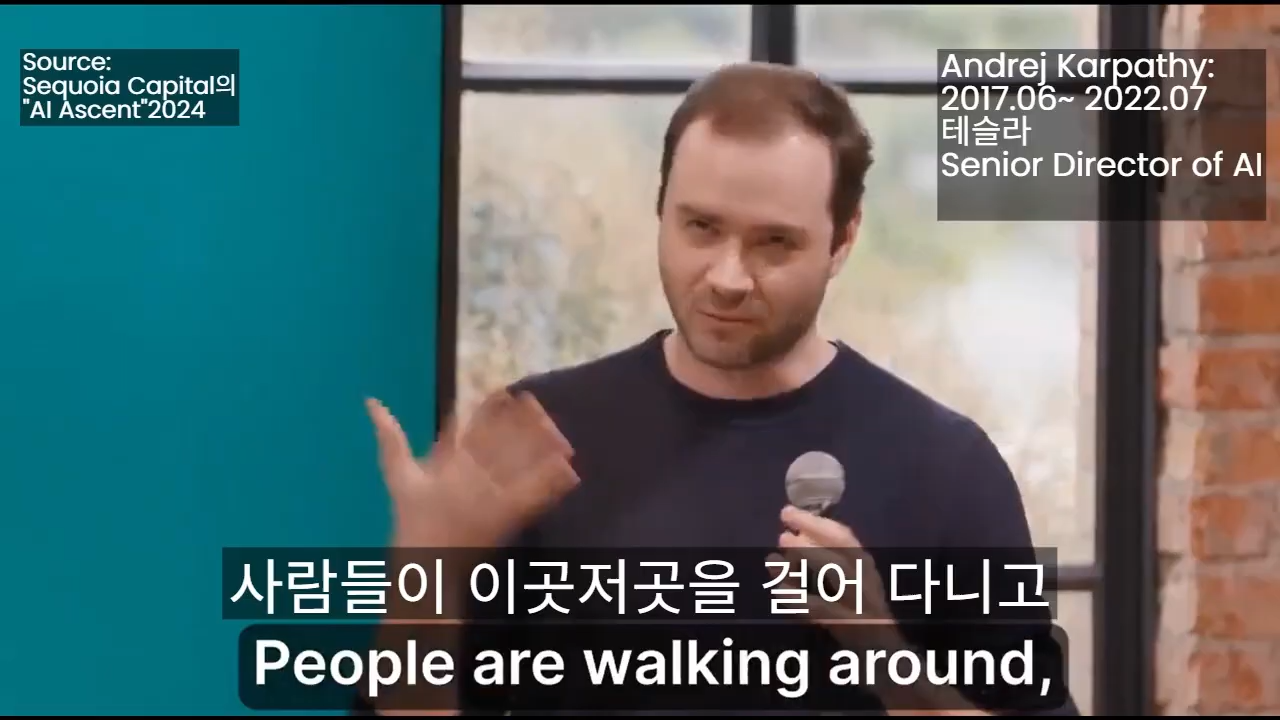 Source:
Sequoia Capital의
"AI Ascent"2024
Andrej Karpathy:
2017.06~ 2022.07
테슬라
Senior Director of AI
사람들이 이곳저곳을 걸어 다니고
People are walking around,